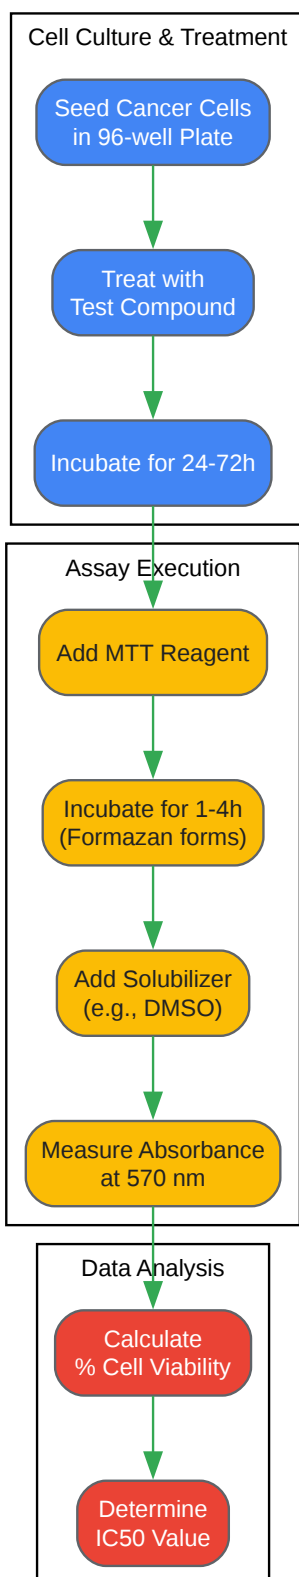 Cell Culture & Treatment
Seed Cancer Cells
in 96-well Plate
Treat with
Test Compound
Incubate for 24-72h
Assay Execution
Add MTT Reagent
Incubate for 1-4h
(Formazan forms)
Add Solubilizer
(e.g., DMSO)
Measure Absorbance
at 570 nm
Data Analysis
Calculate
% Cell Viability
Determine
IC50 Value